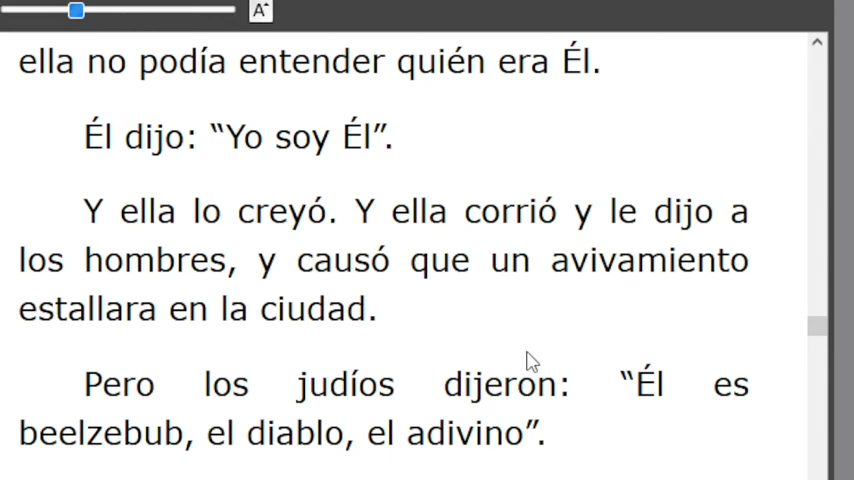 A
ella no podía entender quién era Él.
Él dijo: “Yo soy Él”.
Y ella lo creyó. Y ella corrió y le dijo a
los hombres, y causó que un avivamiento
estallara en la ciudad.
Pero los judíos dijeron: “Él es
beelzebub, el diablo, el adivino”.